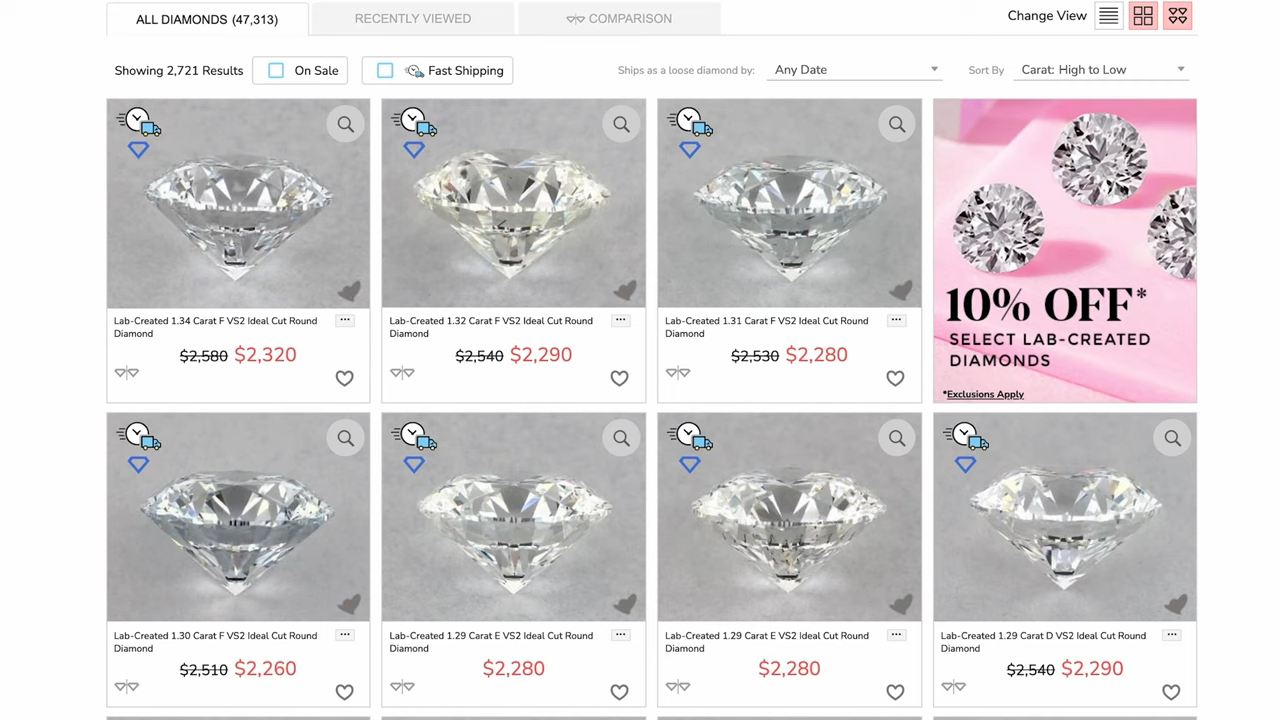 ALL DIAMONDS (47,313)
RECENTLY VIEWED
COMPARISON
Change View
Showing 2,721 Results
On Sale
Fast Shipping
Ships as a loose diamond by:
Any Date
Sort By
Carat: High to Low
Lab-Created 1.34 Carat F VS2 Ideal Cut Round
Diamond
$2,580 $2,320
Lab-Created 1.32 Carat F VS2 Ideal Cut Round
Diamond
$2,540 $2,290
Lab-Created 1.31 Carat F VS2 Ideal Cut Round
Diamond
$2,530 $2,280
10% OFF*
SELECT LAB-CREATED
DIAMONDS
*Exclusions Apply
Lab-Created 1.30 Carat F VS2 Ideal Cut Round
Diamond
$2,510 $2,260
Lab-Created 1.29 Carat E VS2 Ideal Cut Round
Diamond
$2,280
Lab-Created 1.29 Carat E VS2 Ideal Cut Round
Diamond
$2,280
Lab-Created 1.29 Carat D VS2 Ideal Cut Round
Diamond
$2,540 $2,290